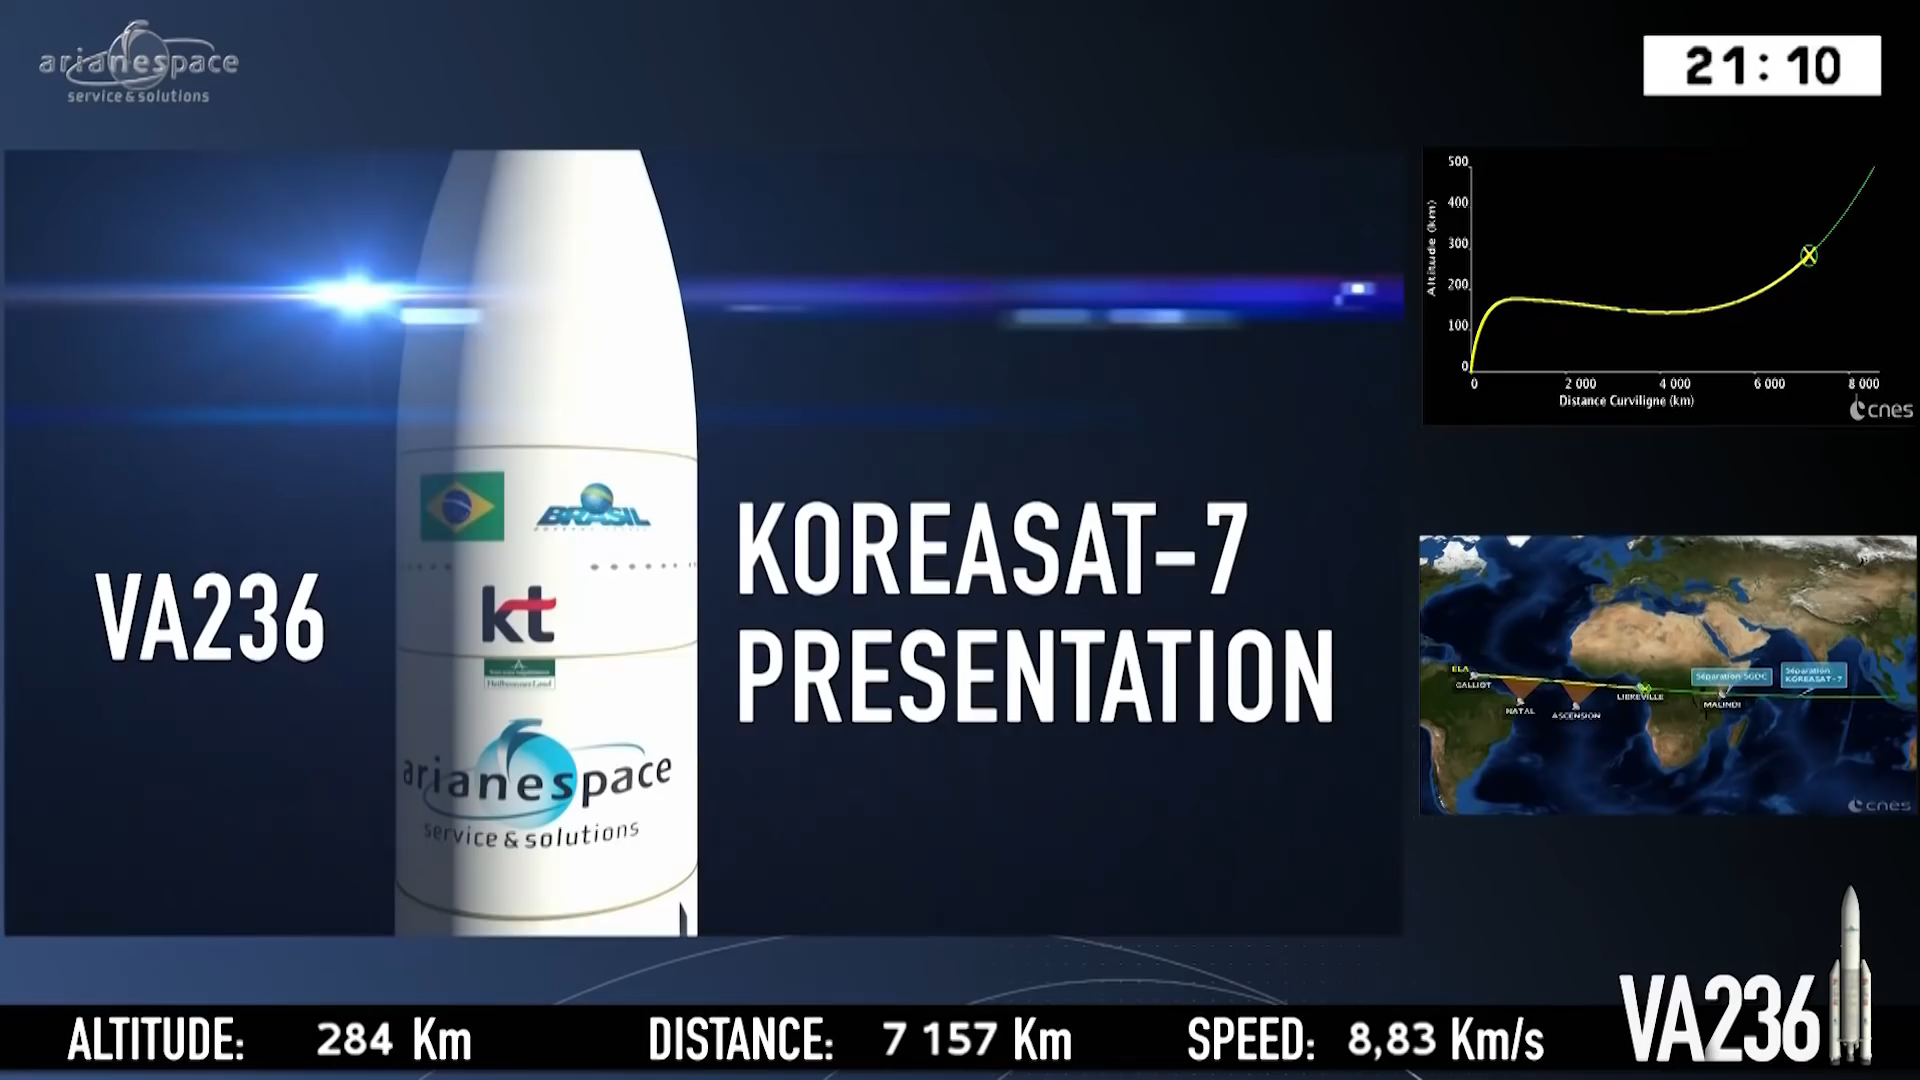 arianespace
service & solutions
21:10
VA236
BRASIL
kt
Heilbronner Land
arianespace
service & solutions
KOREASAT-7
PRESENTATION
500
400
300
200
100
0
Altitude (km)
0 2 000 4 000 6 000 8 000
Distance Curviligne (km)
cnes
ELA
GALLIOT
NATAL
ASCENSION
LIBREVILLE
MALINDI
Séparation SGDC
Séparation
KOREASAT-7
cnes
ALTITUDE: 284 Km DISTANCE: 7 157 Km SPEED: 8,83 Km/s
VA236